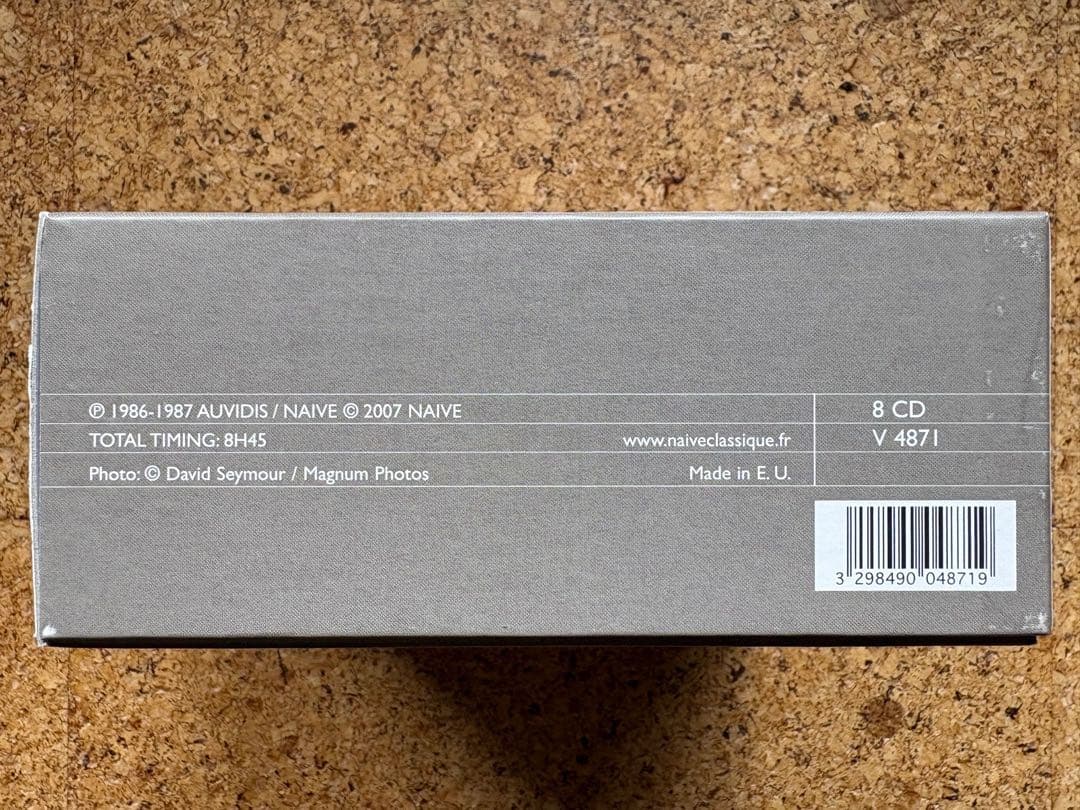 ℗ 1986-1987 AUVIDIS / NAIVE © 2007 NAIVE
8 CD
TOTAL TIMING: 8H45
www.naiveclassique.fr
V 4871
Photo: © David Seymour / Magnum Photos
Made in E. U.
3 298490 048719